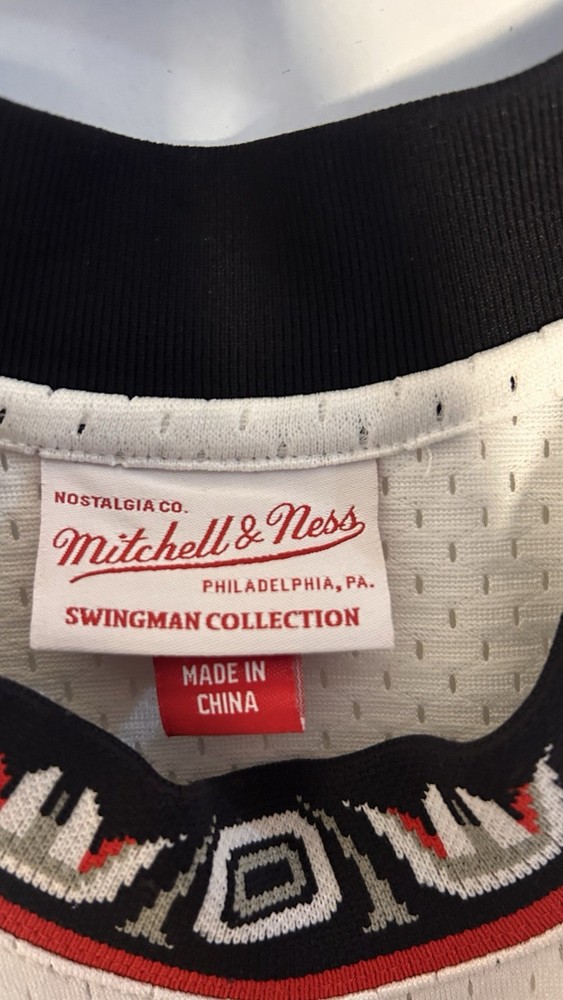 NOSTALGIA CO.
Mitchell & Ness
PHILADELPHIA, PA.
SWINGMAN COLLECTION
MADE IN
CHINA